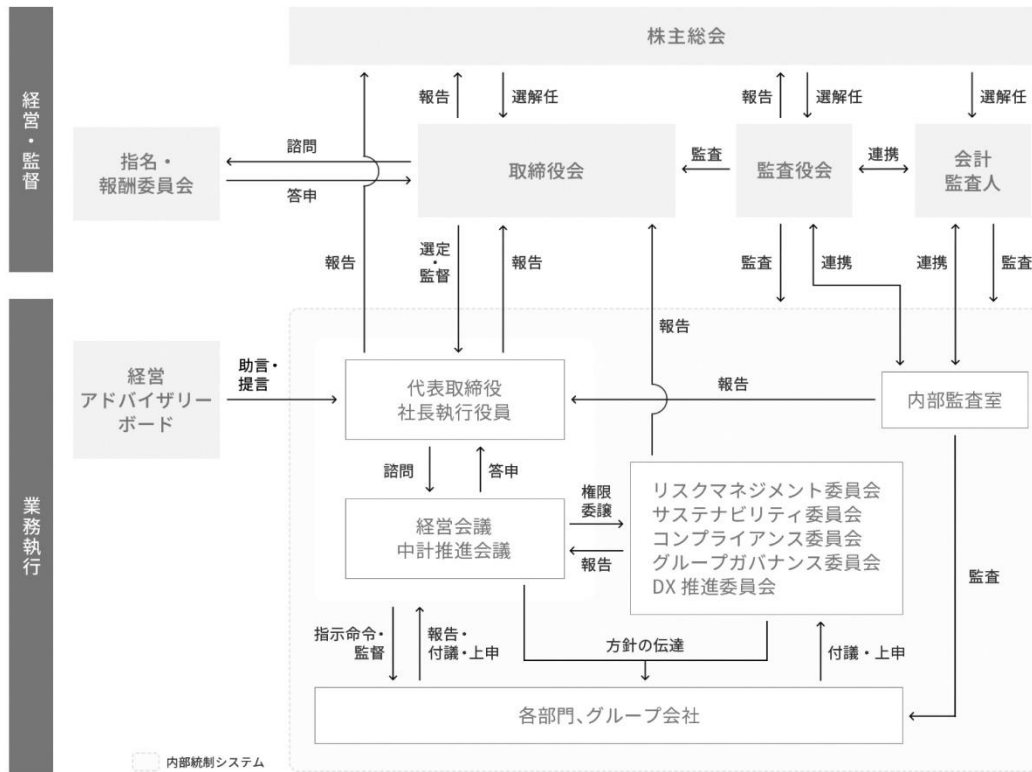 株主総会
経営・監督
報告
選解任
報告
選解任
選解任
指名・
報酬委員会
諮問
答申
取締役会
監査
監査役会
連携
会計
監査人
報告
選定
・
監督
報告
監査
連携
連携
監査
報告
業務執行
経営
アドバイザリー
ボード
助言・
提言
代表取締役
社長執行役員
報告
内部監査室
諮問
答申
経営会議
中計推進会議
権限
委譲
報告
リスクマネジメント委員会
サステナビリティ委員会
コンプライアンス委員会
グループガバナンス委員会
DX 推進委員会
監査
指示命令・
監督
報告・
付議・上申
方針の伝達
付議・上申
各部門、グループ会社
内部統制システム